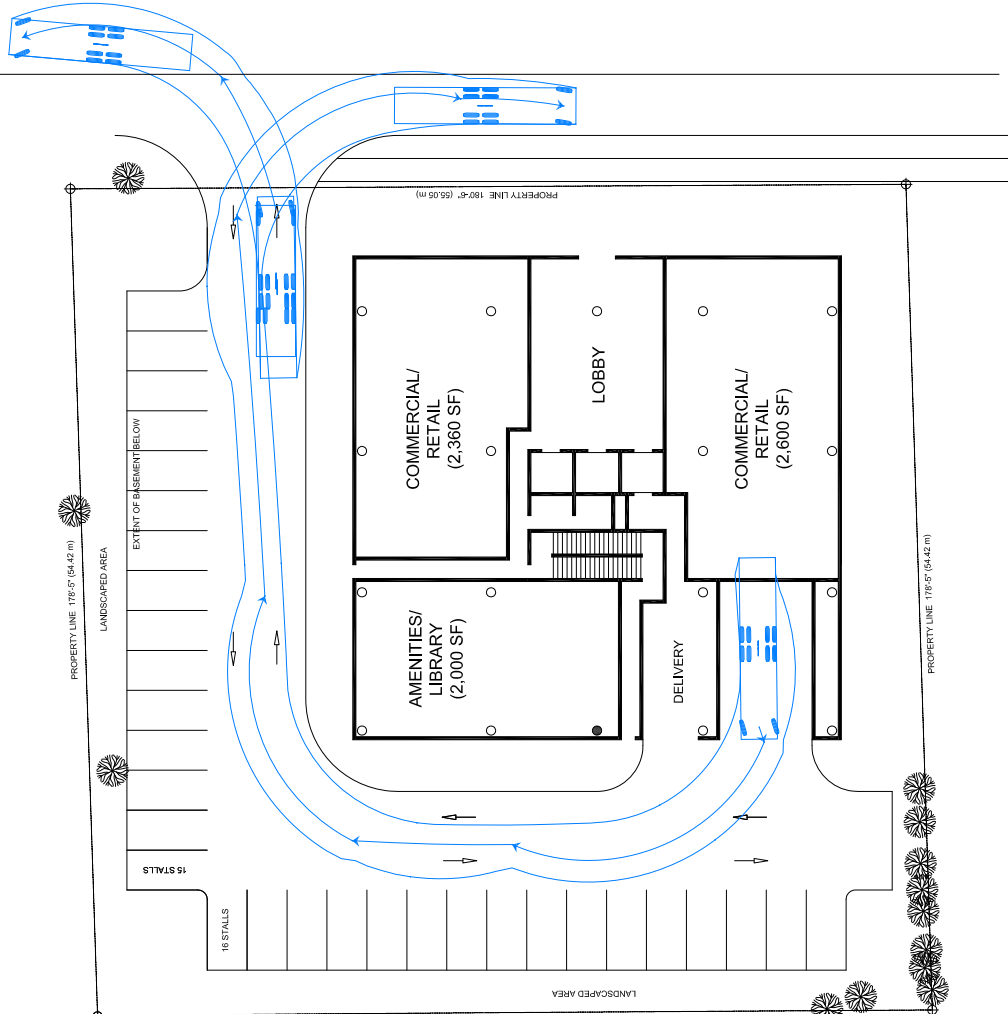 PROPERTY LINE 180'-6" (55.05 m)
COMMERCIAL/
RETAIL
(2,360 SF)
LOBBY
COMMERCIAL/
RETAIL
(2,600 SF)
EXTENT OF BASEMENT BELOW
PROPERTY LINE 178'-5" (54.42 m)
LANDSCAPED AREA
AMENITIES/
LIBRARY
(2,000 SF)
DELIVERY
PROPERTY LINE 178'-5" (54.42 m)
15 STALLS
16 STALLS
LANDSCAPED AREA